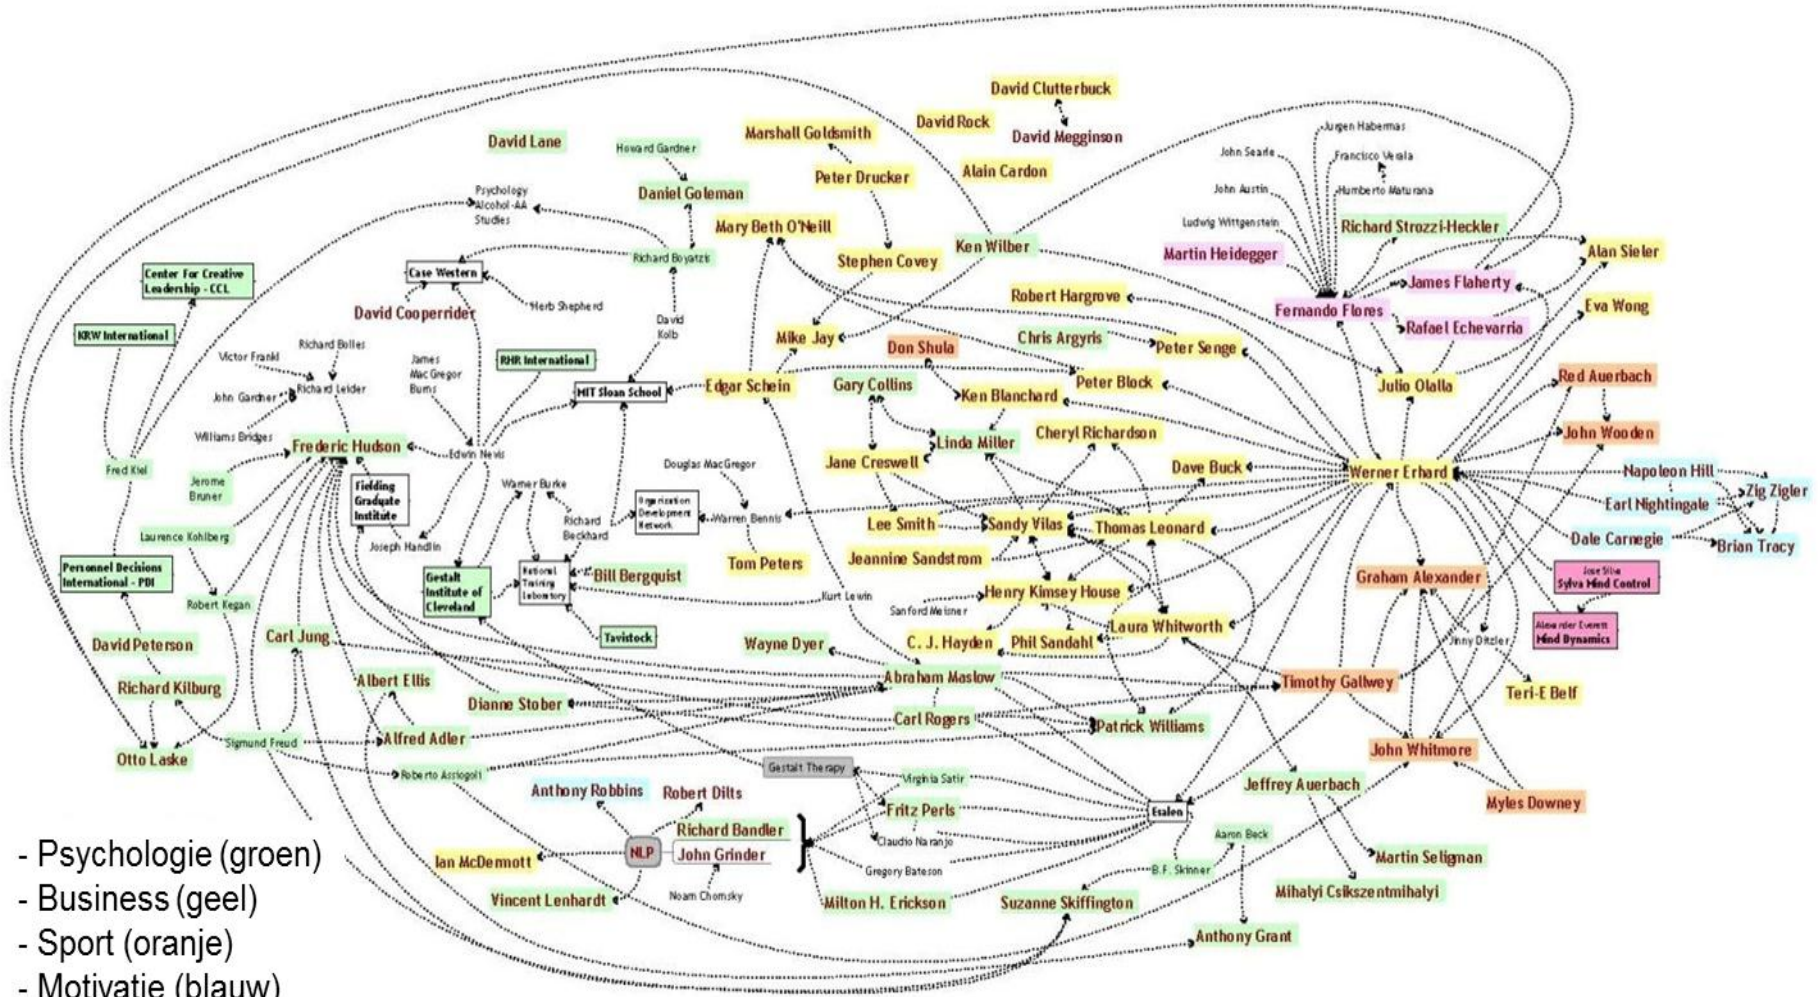 David Clutterbuck
David Rock
David Megginson
Marshall Goldsmith
Jurgen Habermas
David Lane
Howard Gardner
John Searle
Francisco Verala
Alain Cardon
Peter Drucker
Psychology
Alcohol-AA
Studies
Daniel Goleman
John Austin
Humberto Maturana
Mary Beth O'Neill
Ludwig Wittgenstein
Richard Strozzi-Heckler
Ken Wilber
Martin Heidegger
Alan Sieler
Richard Boyatzis
Stephen Covey
Center For Creative
Leadership - CCL
Case Western
James Flaherty
Robert Hargrove
Herb Shepherd
David Cooperrider
Fernando Flores
Eva Wong
David
Kolb
Rafael Echevarria
KRW International
Mike Jay
Chris Argyris
Don Shula
Peter Senge
Richard Bolles
Victor Frankl
James
MacGregor
Burns
RHR International
Richard Leider
John Gardner
MIT Sloan School
Edgar Schein
Gary Collins
Peter Block
Julio Olalla
Red Auerbach
Ken Blanchard
Williams Bridges
Frederic Hudson
Edwin Nevis
Linda Miller
Cheryl Richardson
John Wooden
Fred Kiel
Jane Creswell
Douglas MacGregor
Dave Buck
Werner Erhard
Napoleon Hill
Jerome
Bruner
Fielding
Graduate
Institute
Warner Burke
Zig Zigler
Organization
Development
Network
Earl Nightingale
Richard
Beckhard
Warren Bennis
Lee Smith
Sandy Vilas
Thomas Leonard
Laurence Kohlberg
Joseph Handlin
Dale Carnegie
Brian Tracy
Jeannine Sandstrom
Tom Peters
Personnel Decisions
International - PDI
Gestalt
Institute of
Cleveland
National
Training
Laboratory
Bill Bergquist
Graham Alexander
Jose Silva
Sylva Mind Control
Robert Kegan
Kurt Lewin
Henry Kimsey House
Sanford Meisner
Carl Jung
Tavistock
Laura Whitworth
Alexander Everett
Mind Dynamics
David Peterson
Wayne Dyer
C. J. Hayden
Phil Sandahl
Jinny Ditzler
Albert Ellis
Abraham Maslow
Timothy Gallwey
Teri-E Belf
Richard Kilburg
Dianne Stober
Carl Rogers
Patrick Williams
Sigmund Freud
Alfred Adler
John Whitmore
Otto Laske
Roberto Assiogoli
Gestalt Therapy
Virginia Satir
Jeffrey Auerbach
Anthony Robbins
Robert Dilts
Fritz Perls
Esalen
Myles Downey
Richard Bandler
Claudio Naranjo
Aaron Beck
NLP
John Grinder
Ian McDermott
Gregory Bateson
B.F. Skinner
Martin Seligman
Mihalyi Csikszentmihalyi
Vincent Lenhardt
Noam Chomsky
Milton H. Erickson
Suzanne Skiffington
Anthony Grant
- Psychologie (groen)
- Business (geel)
- Sport (oranje)
- Motivatie (blauw)